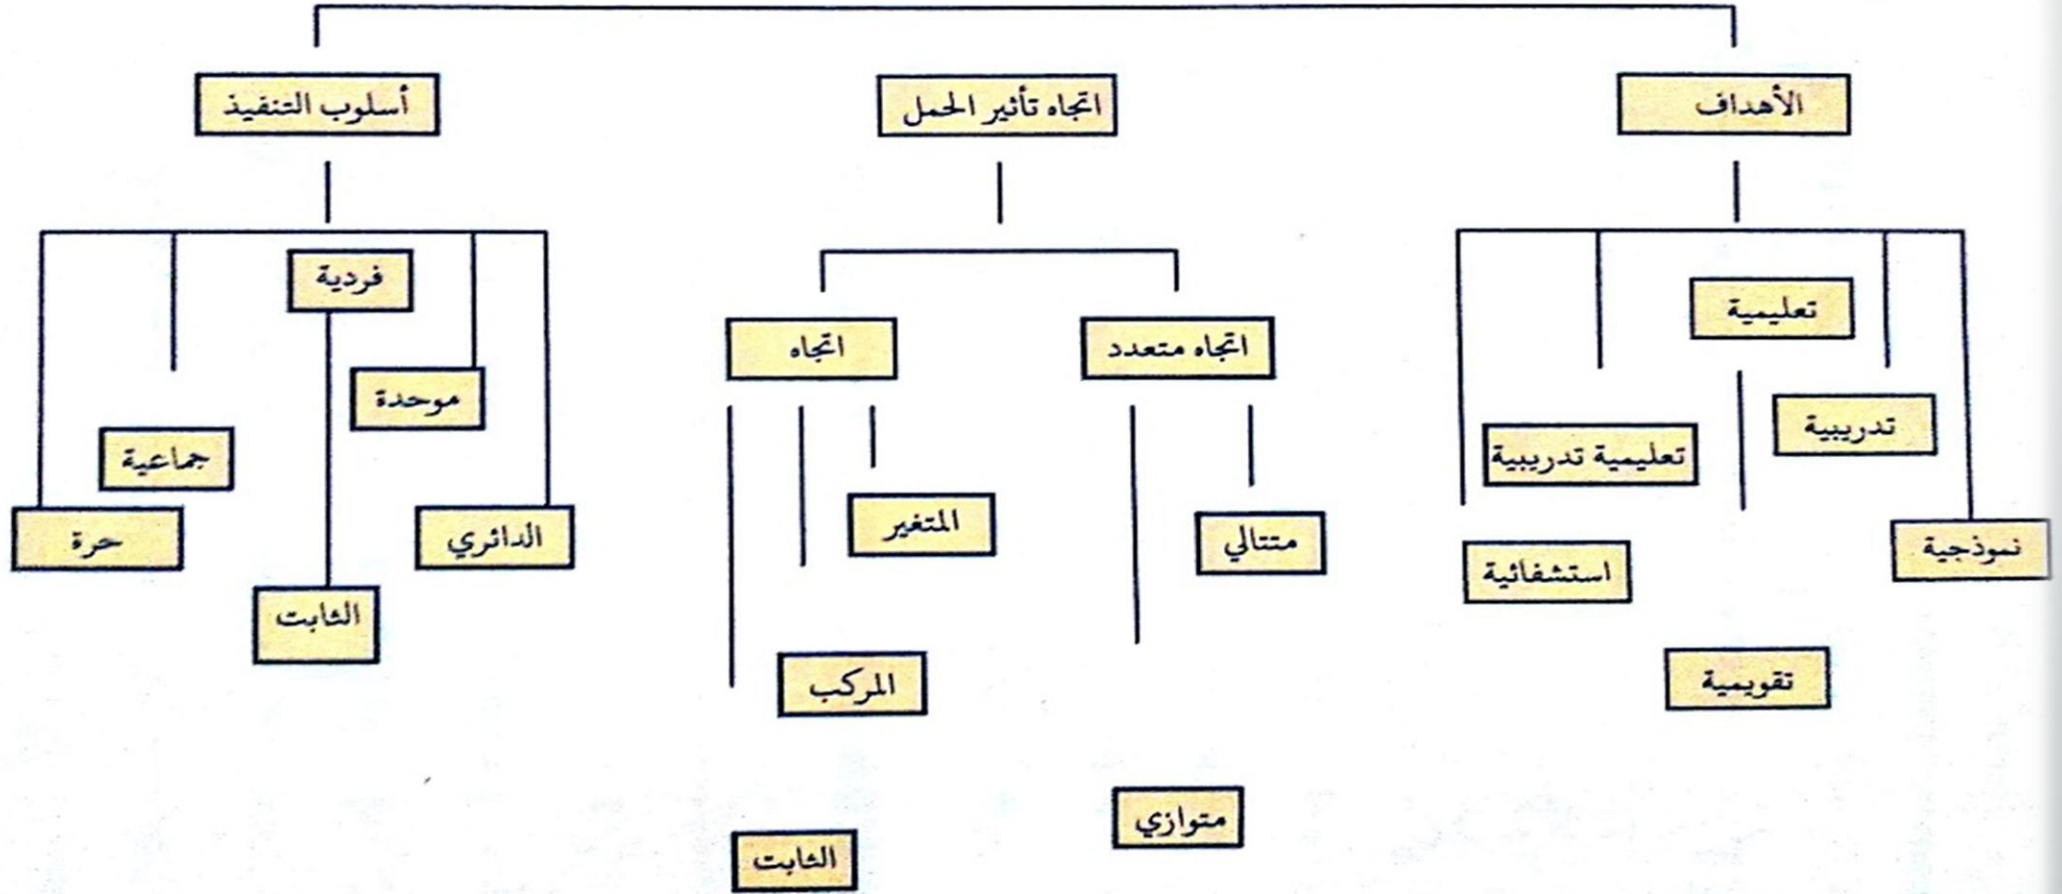 الأهداف
اتجاه تأثير الحمل
أسلوب التنفيذ
تعليمية
تدريبية
تعليمية تدريبية
نموذجية
استشفائية
تقويمية
اتجاه متعدد
اتجاه
متتالي
المتغير
المركب
متوازي
الثابت
فردية
موحدة
جماعية
الدائري
حرة
الثابت